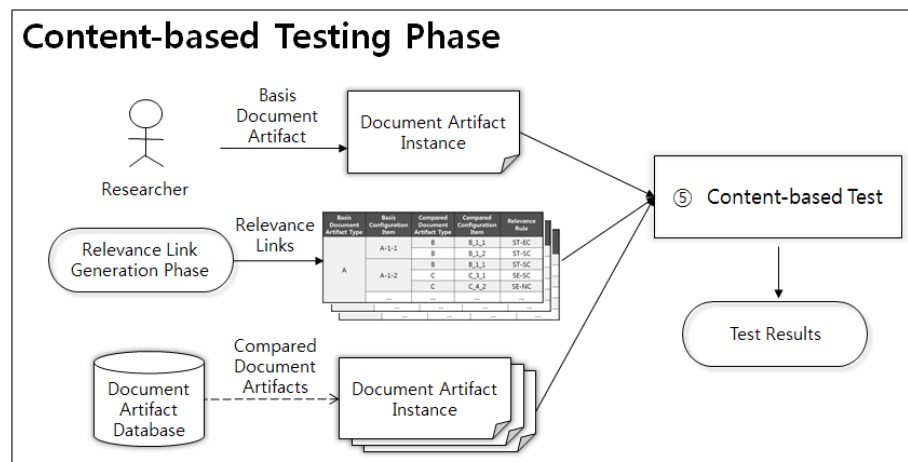 Content-based Testing Phase
Basis
Document
Artifact
Researcher
Document Artifact
Instance
⑤ Content-based Test
Relevance Link
Generation Phase
Relevance
Links
Basis Document Artifact Type
Basis Configuration Item
Compared Document Artifact Type
Compared Configuration Item
Relevance Rule
A
A-1-1
B B_1_1 ST-EC
B B_1_2 ST-SC
A-1-2
B B_1_1 ST-SC
C C_3_1 SE-SC
C C_4_2 SE-NC
... ... ... ...
... ... ... ...
... ... ...
Test Results
Document
Artifact
Database
Compared
Document
Artifacts
Document Artifact
Instance